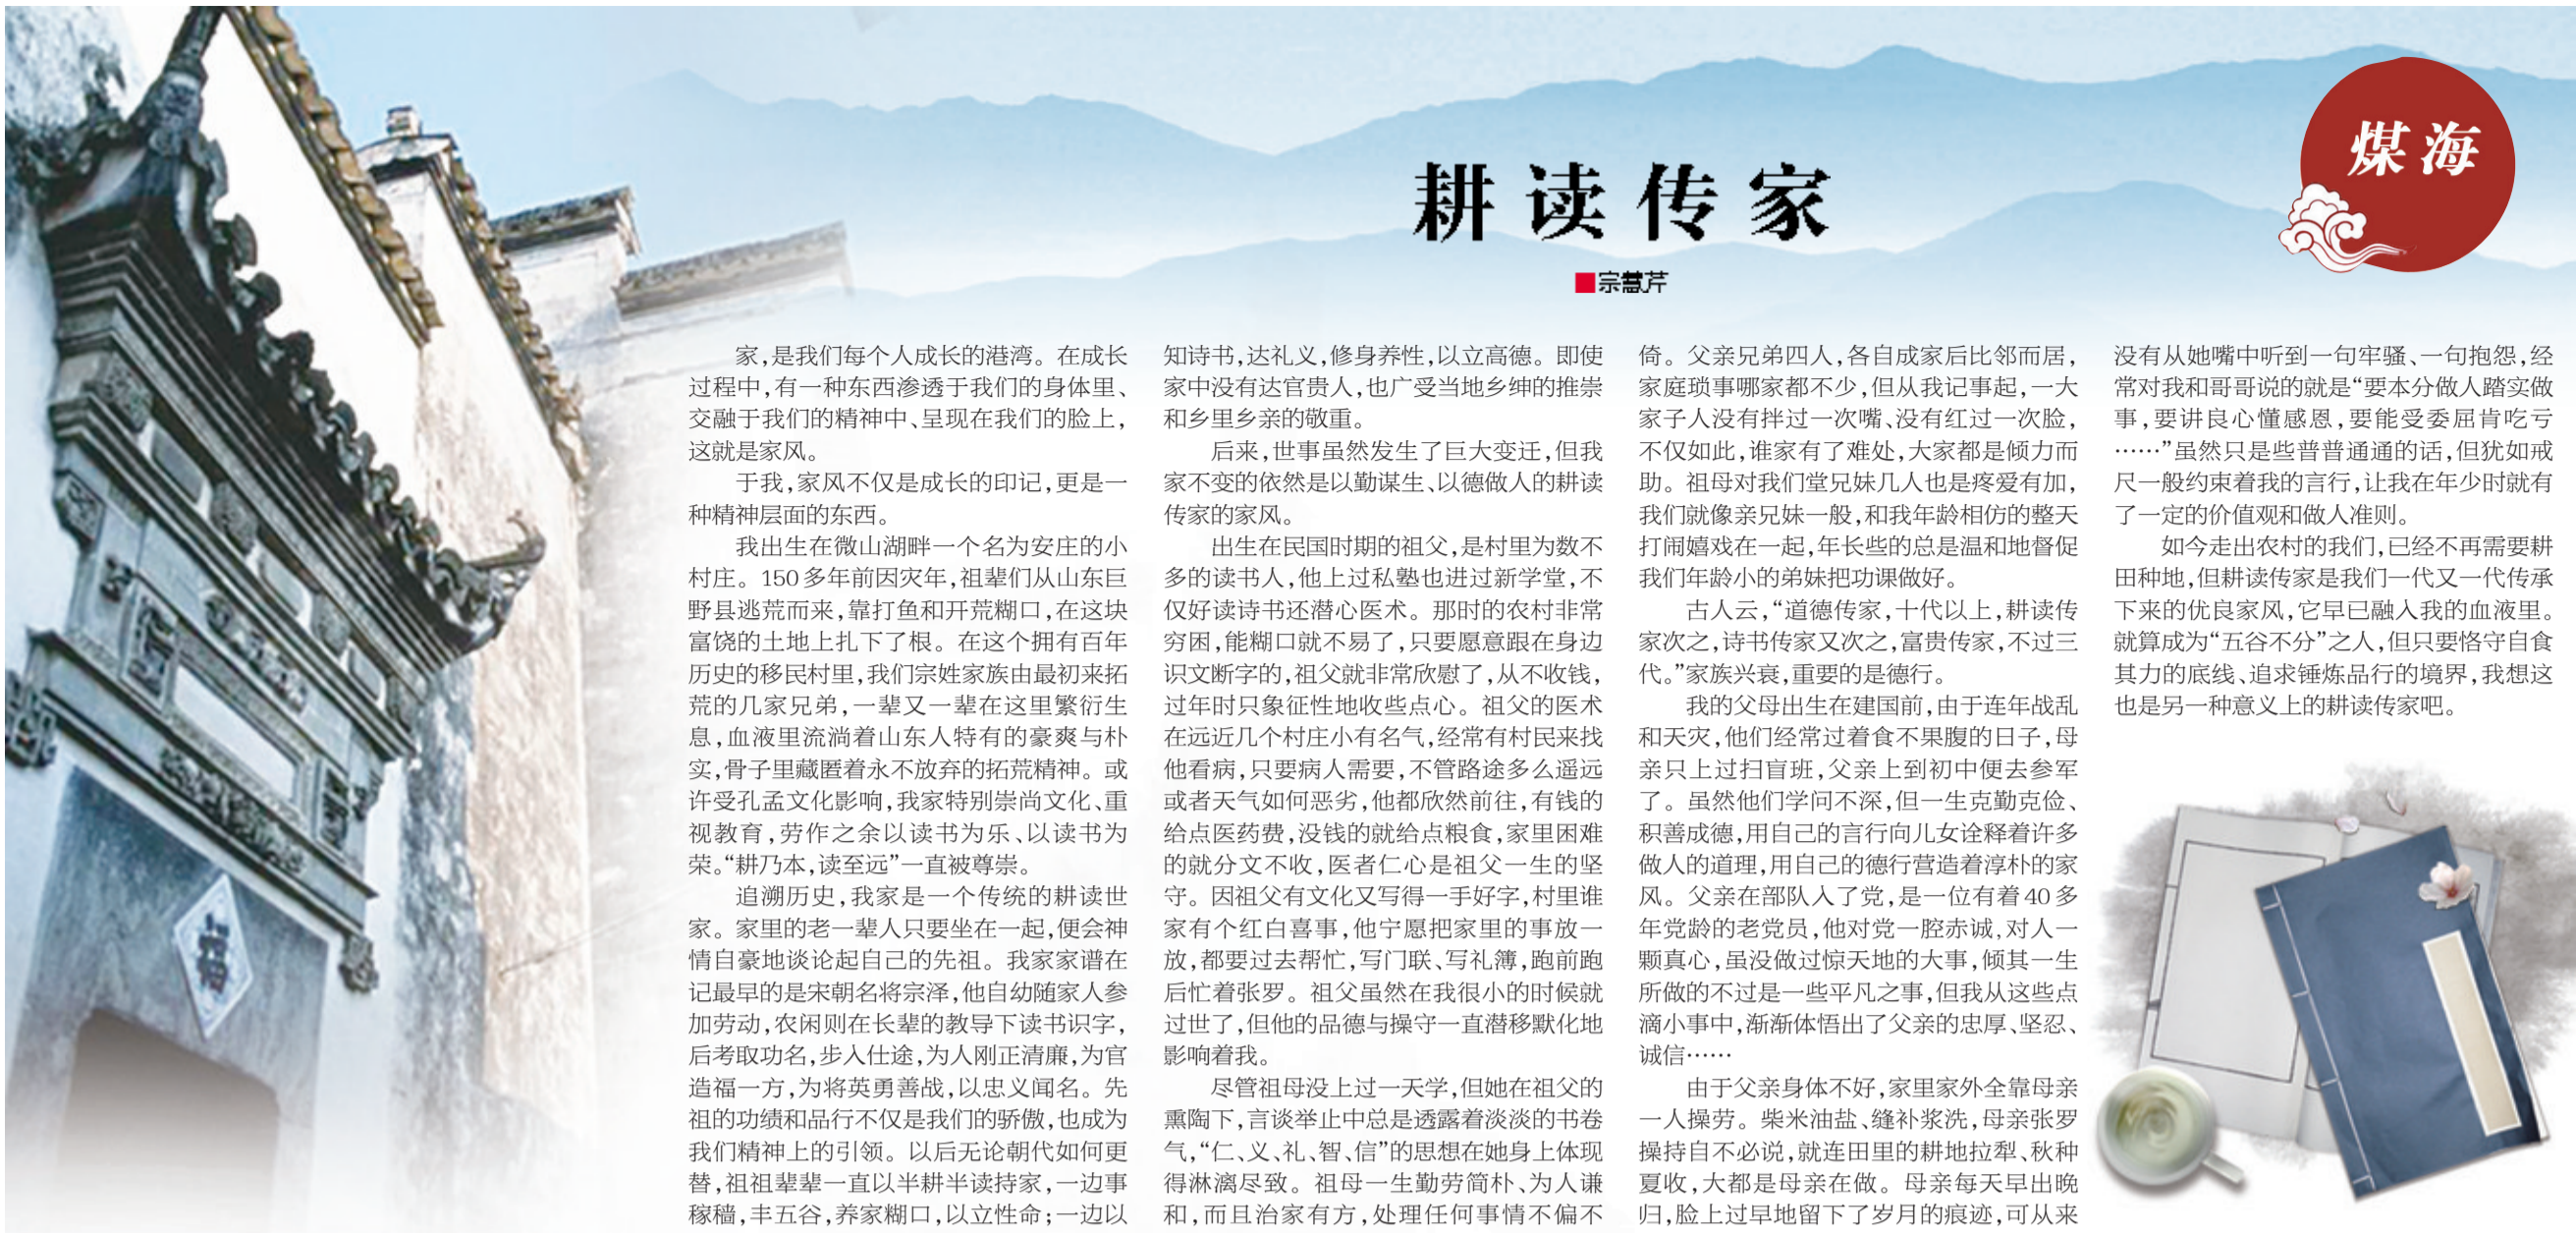 煤海
耕读传家
■宗慧芹
家,是我们每个人成长的港湾。在成长
过程中,有一种东西渗透于我们的身体里、
交融于我们的精神中、呈现在我们的脸上,
这就是家风。
于我,家风不仅是成长的印记,更是一
种精神层面的东西。
我出生在微山湖畔一个名为安庄的小
村庄。150多年前因灾年,祖辈们从山东巨
野县逃荒而来,靠打鱼和开荒糊口,在这块
富饶的土地上扎下了根。在这个拥有百年
历史的移民村里,我们宗姓家族由最初来拓
荒的几家兄弟,一辈又一辈在这里繁衍生
息,血液里流淌着山东人特有的豪爽与朴
实,骨子里藏匿着永不放弃的拓荒精神。或
许受孔孟文化影响,我家特别崇尚文化、重
视教育,劳作之余以读书为乐、以读书为
荣。“耕乃本,读至远”一直被尊崇。
追溯历史,我家是一个传统的耕读世
家。家里的老一辈人只要坐在一起,便会神
情自豪地谈论起自己的先祖。我家家谱在
记最早的是宋朝名将宗泽,他自幼随家人参
加劳动,农闲则在长辈的教导下读书识字,
后考取功名,步入仕途,为人刚正清廉,为官
造福一方,为将英勇善战,以忠义闻名。先
祖的功绩和品行不仅是我们的骄傲,也成为
我们精神上的引领。以后无论朝代如何更
替,祖祖辈辈一直以半耕半读持家,一边事
稼穑,丰五谷,养家糊口,以立性命;一边以
知诗书,达礼义,修身养性,以立高德。即使
家中没有达官贵人,也广受当地乡绅的推崇
和乡里乡亲的敬重。
后来,世事虽然发生了巨大变迁,但我
家不变的依然是以勤谋生、以德做人的耕读
传家的家风。
出生在民国时期的祖父,是村里为数不
多的读书人,他上过私塾也进过新学堂,不
仅好读诗书还潜心医术。那时的农村非常
穷困,能糊口就不易了,只要愿意跟在身边
识文断字的,祖父就非常欣慰了,从不收钱,
过年时只象征性地收些点心。祖父的医术
在远近几个村庄小有名气,经常有村民来找
他看病,只要病人需要,不管路途多么遥远
或者天气如何恶劣,他都欣然前往,有钱的
给点医药费,没钱的就给点粮食,家里困难
的就分文不收,医者仁心是祖父一生的坚
守。因祖父有文化又写得一手好字,村里谁
家有个红白喜事,他宁愿把家里的事放一
放,都要过去帮忙,写门联、写礼簿,跑前跑
后忙着张罗。祖父虽然在我很小的时候就
过世了,但他的品德与操守一直潜移默化地
影响着我。
尽管祖母没上过一天学,但她在祖父的
熏陶下,言谈举止中总是透露着淡淡的书卷
气,“仁、义、礼、智、信”的思想在她身上体现
得淋漓尽致。祖母一生勤劳简朴、为人谦
和,而且治家有方,处理任何事情不偏不
倚。父亲兄弟四人,各自成家后比邻而居,
家庭琐事哪家都不少,但从我记事起,一大
家子人没有拌过一次嘴、没有红过一次脸,
不仅如此,谁家有了难处,大家都是倾力而
助。祖母对我们堂兄妹几人也是疼爱有加,
我们就像亲兄妹一般,和我年龄相仿的整天
打闹嬉戏在一起,年长些的总是温和地督促
我们年龄小的弟妹把功课做好。
古人云,“道德传家,十代以上,耕读传
家次之,诗书传家又次之,富贵传家,不过三
代。”家族兴衰,重要的是德行。
我的父母出生在建国前,由于连年战乱
和天灾,他们经常过着食不果腹的日子,母
亲只上过扫盲班,父亲上到初中便去参军
了。虽然他们学问不深,但一生克勤克俭、
积善成德,用自己的言行向儿女诠释着许多
做人的道理,用自己的德行营造着淳朴的家
风。父亲在部队入了党,是一位有着40多
年党龄的老党员,他对党一腔赤诚,对人一
颗真心,虽没做过惊天地的大事,倾其一生
所做的不过是一些平凡之事,但我从这些点
滴小事中,渐渐体悟出了父亲的忠厚、坚忍、
诚信……
由于父亲身体不好,家里家外全靠母亲
一人操劳。柴米油盐、缝补浆洗,母亲张罗
操持自不必说,就连田里的耕地拉犁、秋种
夏收,大都是母亲在做。母亲每天早出晚
归,脸上过早地留下了岁月的痕迹,可从来
没有从她嘴中听到一句牢骚、一句抱怨,经
常对我和哥哥说的就是“要本分做人踏实做
事,要讲良心懂感恩,要能受委屈肯吃亏
……”虽然只是些普普通通的话,但犹如戒
尺一般约束着我的言行,让我在年少时就有
了一定的价值观和做人准则。
如今走出农村的我们,已经不再需要耕
田种地,但耕读传家是我们一代又一代传承
下来的优良家风,它早已融入我的血液里。
就算成为“五谷不分”之人,但只要恪守自食
其力的底线、追求锤炼品行的境界,我想这
也是另一种意义上的耕读传家吧。
福